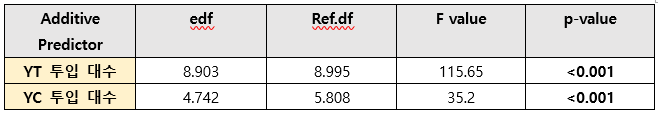 Additive Predictor edf Ref.df F value p-value
YT 투입 대수 8.903 8.995 115.65 <0.001
YC 투입 대수 4.742 5.808 35.2 <0.001